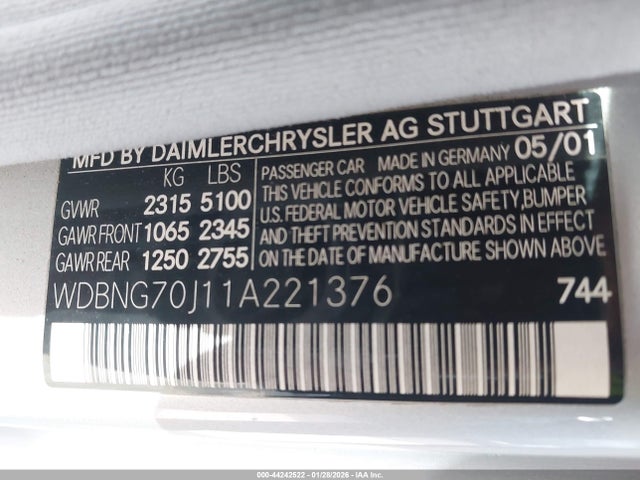 MFD BY DAIMLERCHRYSLER AG STUTTGART
KG LBS
GVWR 2315 5100
GAWR FRONT 1065 2345
GAWR REAR 1250 2755
PASSENGER CAR MADE IN GERMANY 05/01
THIS VEHICLE CONFORMS TO ALL APPLICABLE
U.S. FEDERAL MOTOR VEHICLE SAFETY, BUMPER
AND THEFT PREVENTION STANDARDS IN EFFECT
ON THE DATE OF MANUFACTURE SHOWN ABOVE.
WDBNG70J11A221376 744
000-44242522 - 01/28/2026 - IAAI.CA